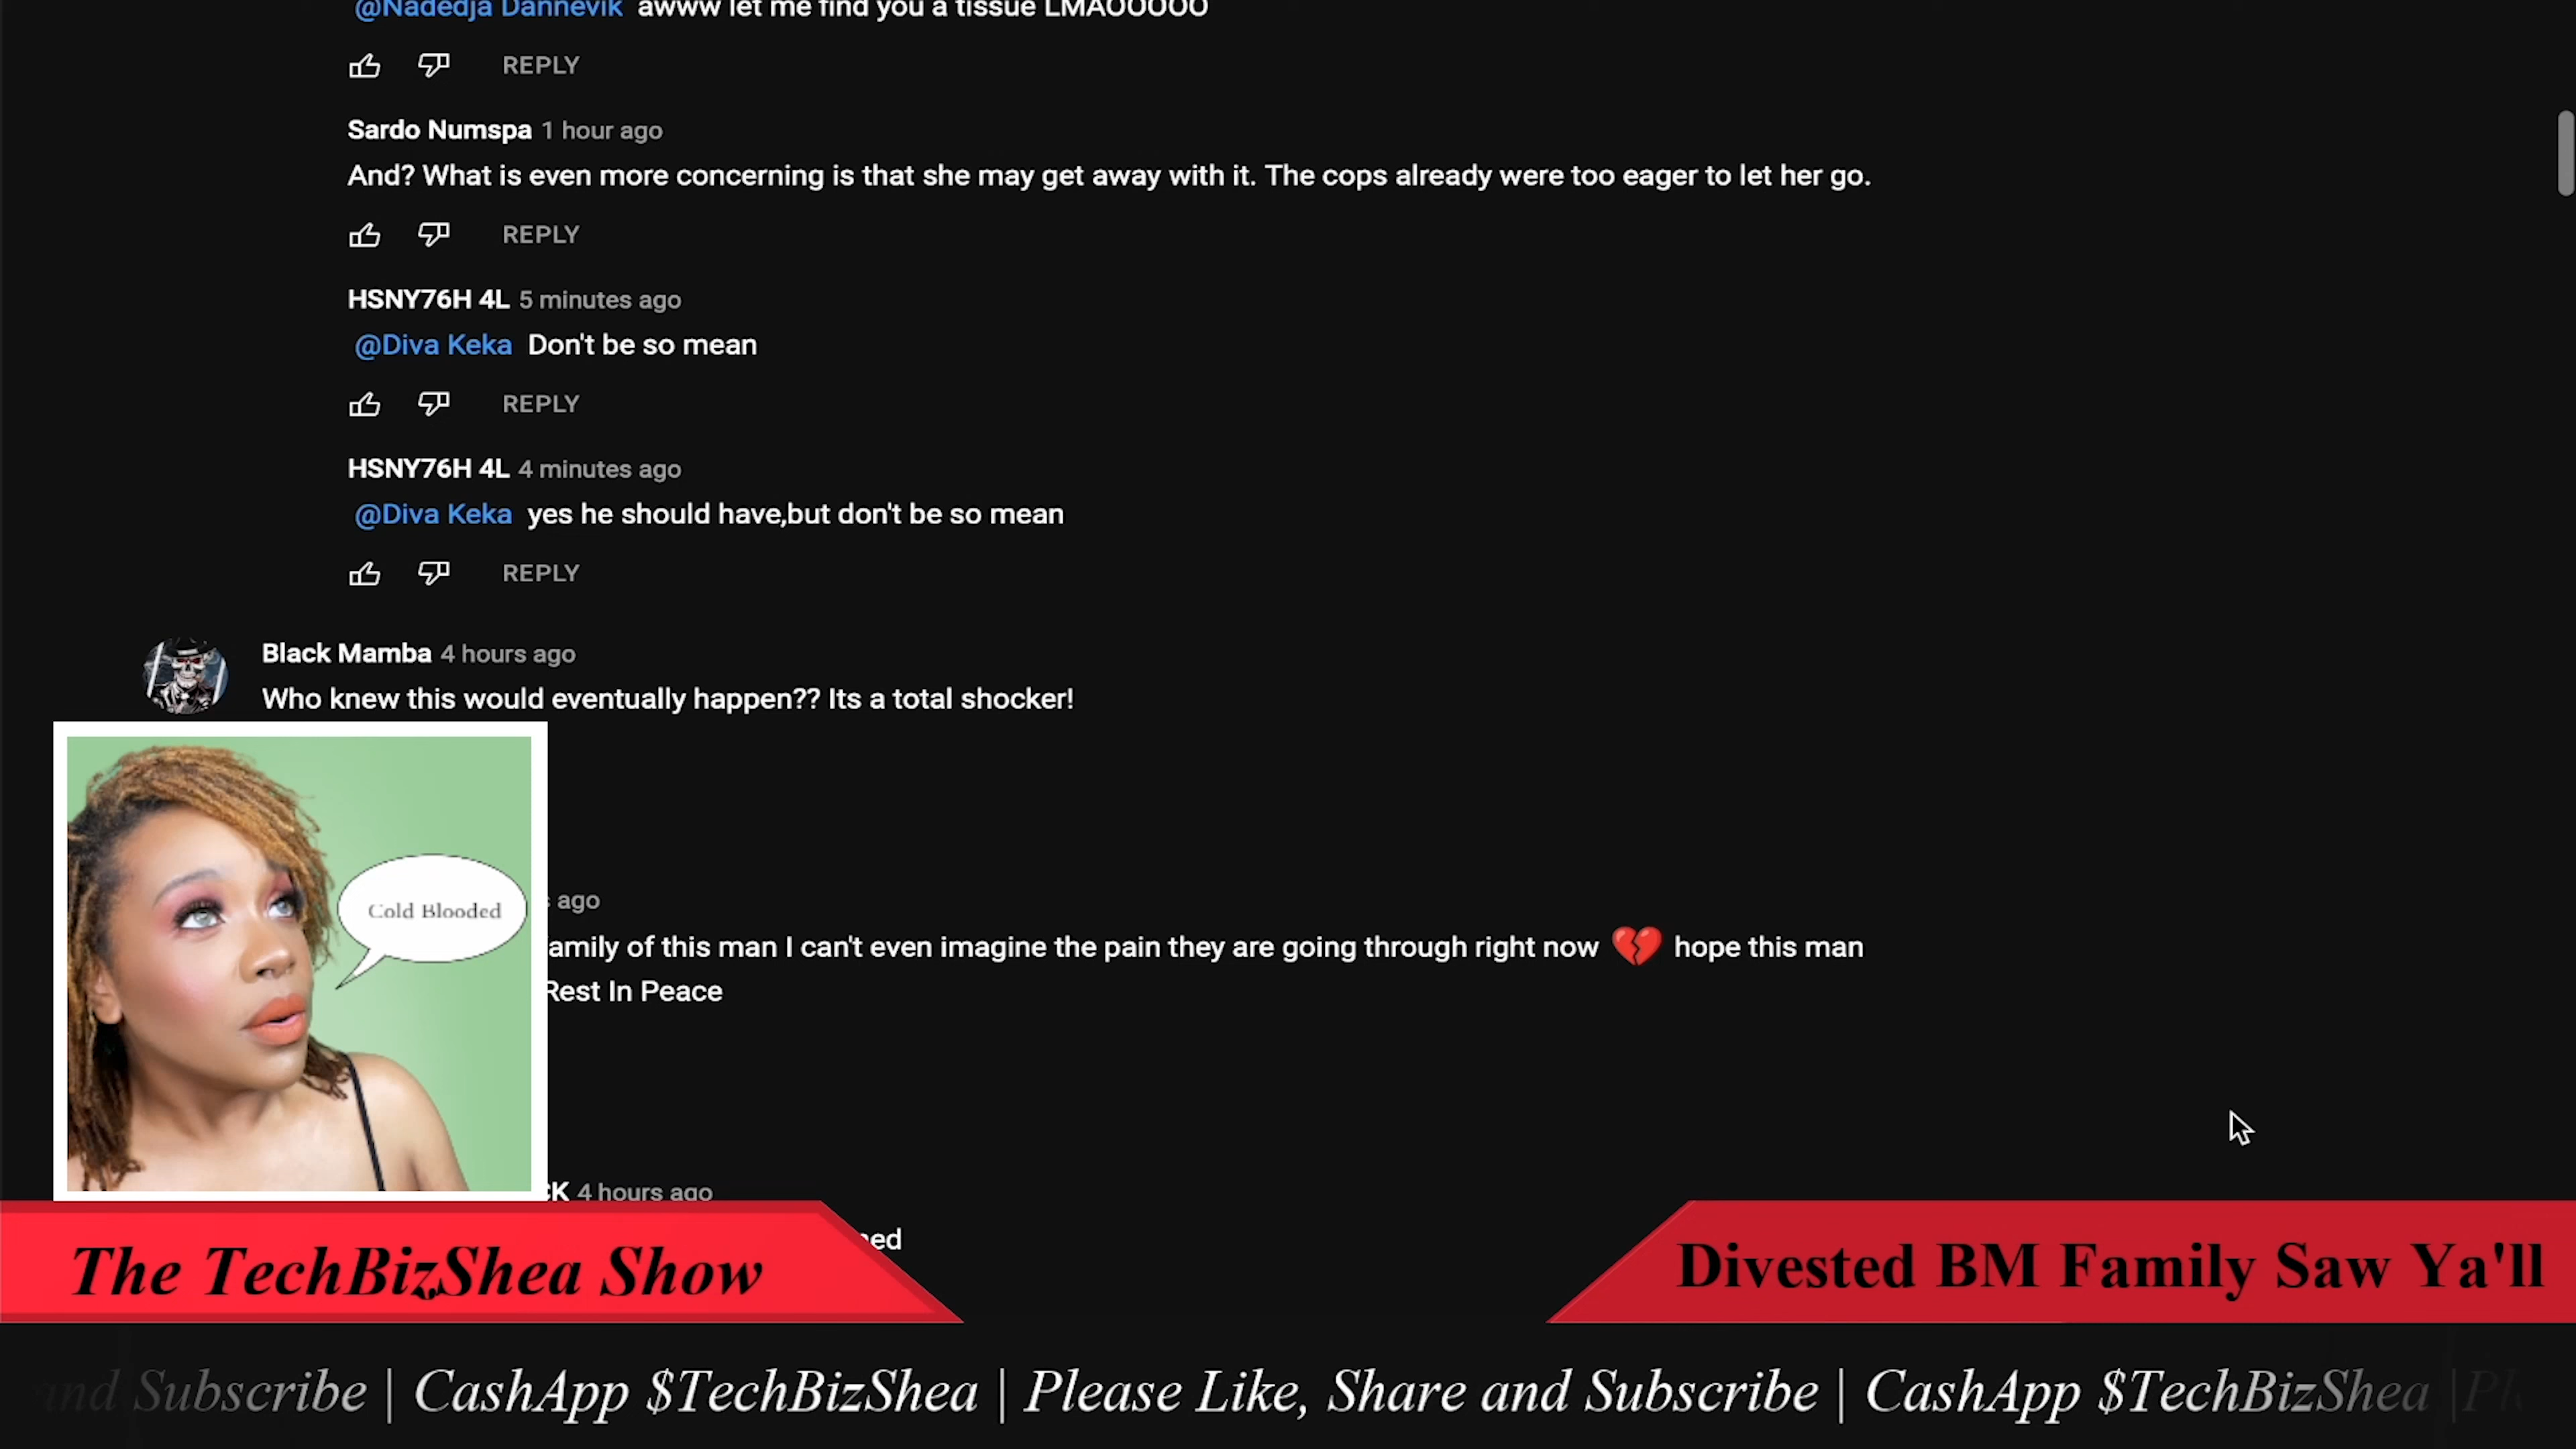 @Nadedja Dannevik awww let me find you a tissue LMAOOOOO
REPLY
Sardo Numspa 1 hour ago
And? What is even more concerning is that she may get away with it. The cops already were too eager to let her go.
REPLY
HSNY76H 4L 5 minutes ago
@Diva Keka Don't be so mean
REPLY
HSNY76H 4L 4 minutes ago
@Diva Keka yes he should have,but don't be so mean
REPLY
Black Mamba 4 hours ago
Who knew this would eventually happen?? Its a total shocker!
Cold Blooded
ago
amily of this man I can't even imagine the pain they are going through right now 💔 hope this man
Rest In Peace
CK 4 hours ago
ned
The TechBizShea Show
Divested BM Family Saw Ya'll
and Subscribe | CashApp $TechBizShea | Please Like, Share and Subscribe | CashApp $TechBizShea |Pl